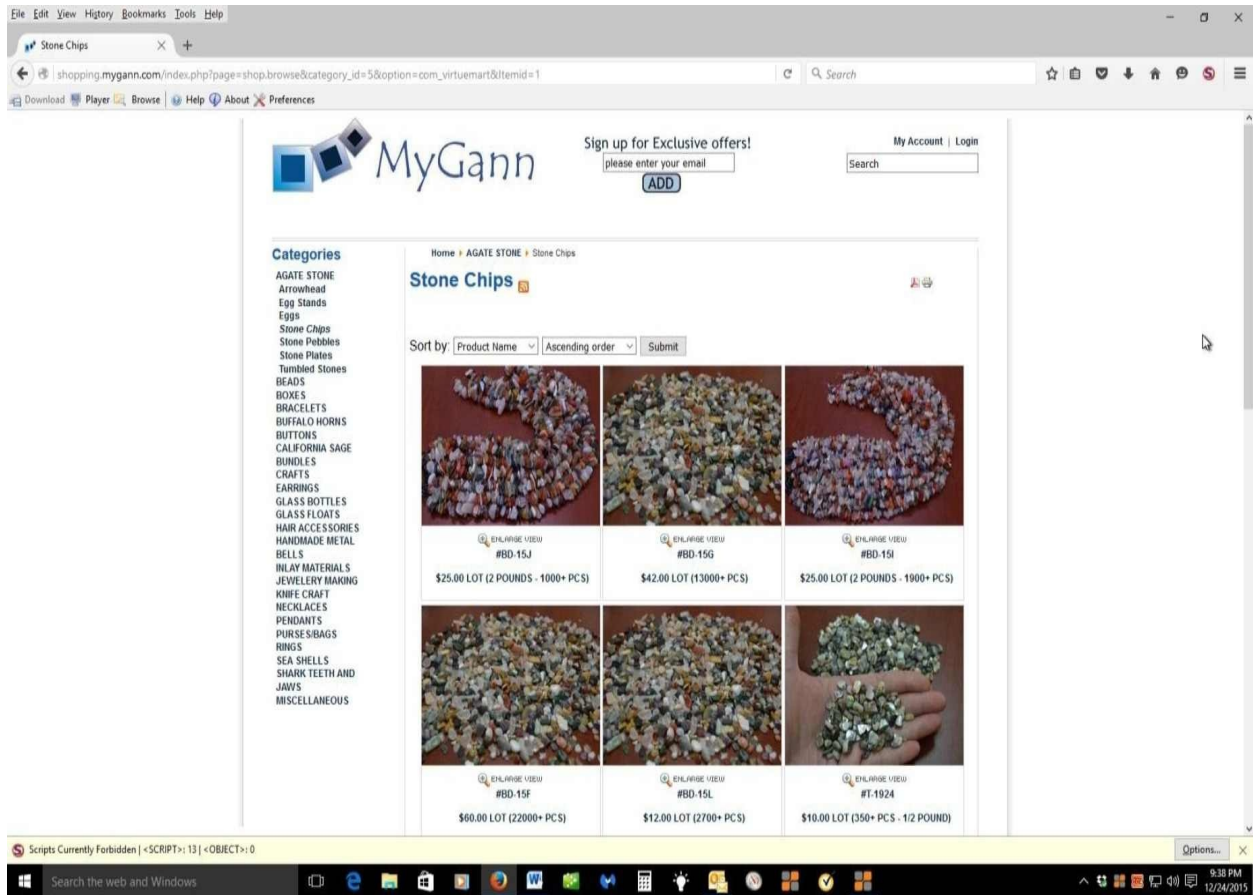 File Edit View History Bookmarks Tools Help
Stone Chips
shopping.mygann.com/index.php?page=shop.browse&category_id=5&option=com_virtuemart&Itemid=1
Search
Download Player Browse Help About Preferences
MyGann
Sign up for Exclusive offers!
please enter your email
ADD
My Account | Login
Search
Categories
AGATE STONE
Arrowhead
Egg Stands
Eggs
Stone Chips
Stone Pebbles
Stone Plates
Tumbled Stones
BEADS
BOXES
BRACELETS
BUFFALO HORNS
BUTTONS
CALIFORNIA SAGE
BUNDLES
CRAFTS
EARRINGS
GLASS BOTTLES
GLASS FLOATS
HAIR ACCESSORIES
HANDMADE METAL
BELLS
INLAY MATERIALS
JEWELERY MAKING
KNIFE CRAFT
NECKLACES
PENDANTS
PURSES/BAGS
RINGS
SEA SHELLS
SHARK TEETH AND
JAWS
MISCELLANEOUS
Home AGATE STONE Stone Chips
Stone Chips
Sort by: Product Name Ascending order Submit
ENLARGE VIEW ENLARGE VIEW ENLARGE VIEW
#BD-15J #BD-15G #BD-15I
$25.00 LOT (2 POUNDS - 1000+ PCS) $42.00 LOT (13000+ PCS) $25.00 LOT (2 POUNDS - 1900+ PCS)
ENLARGE VIEW ENLARGE VIEW ENLARGE VIEW
#BD-15F #BD-15L #T-1924
$60.00 LOT (22000+ PCS) $12.00 LOT (2700+ PCS) $10.00 LOT (350+ PCS - 1/2 POUND)
Scripts Currently Forbidden | <SCRIPT>: 13 | <OBJECT>: 0
Options...
Search the web and Windows
9:38 PM
12/24/2015